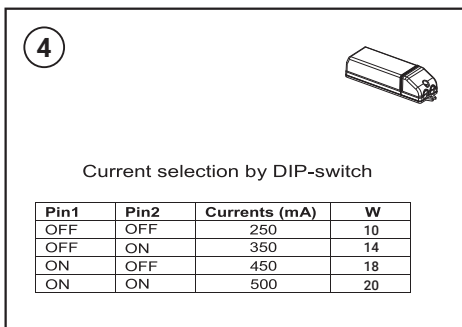 4
Current selection by DIP-switch
Pin1 Pin2 Currents (mA) W
OFF OFF 250 10
OFF ON 350 14
ON OFF 450 18
ON ON 500 20